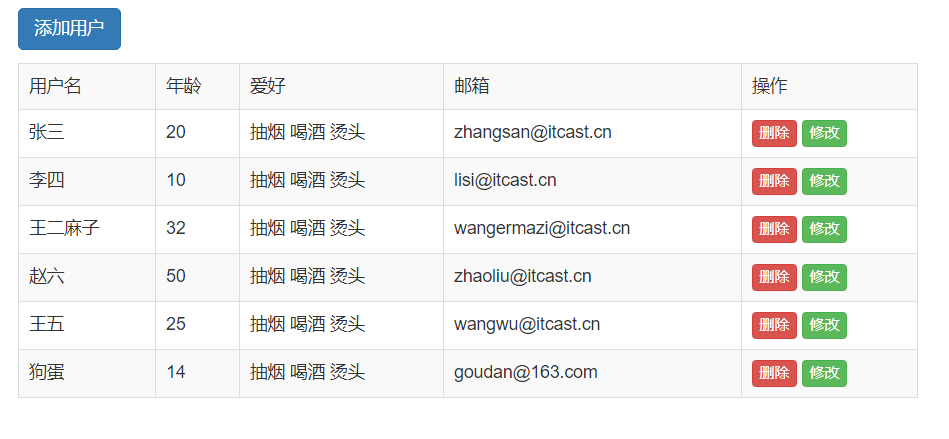 添加用户
用户名 年龄 爱好 邮箱 操作
张三 20 抽烟 喝酒 烫头 zhangsan@itcast.cn 删除 修改
李四 10 抽烟 喝酒 烫头 lisi@itcast.cn 删除 修改
王二麻子 32 抽烟 喝酒 烫头 wangermazi@itcast.cn 删除 修改
赵六 50 抽烟 喝酒 烫头 zhaoliu@itcast.cn 删除 修改
王五 25 抽烟 喝酒 烫头 wangwu@itcast.cn 删除 修改
狗蛋 14 抽烟 喝酒 烫头 goudan@163.com 删除 修改